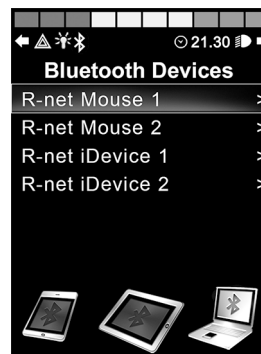 21.30
Bluetooth Devices
R-net Mouse 1 >
R-net Mouse 2 >
R-net iDevice 1 >
R-net iDevice 2 >